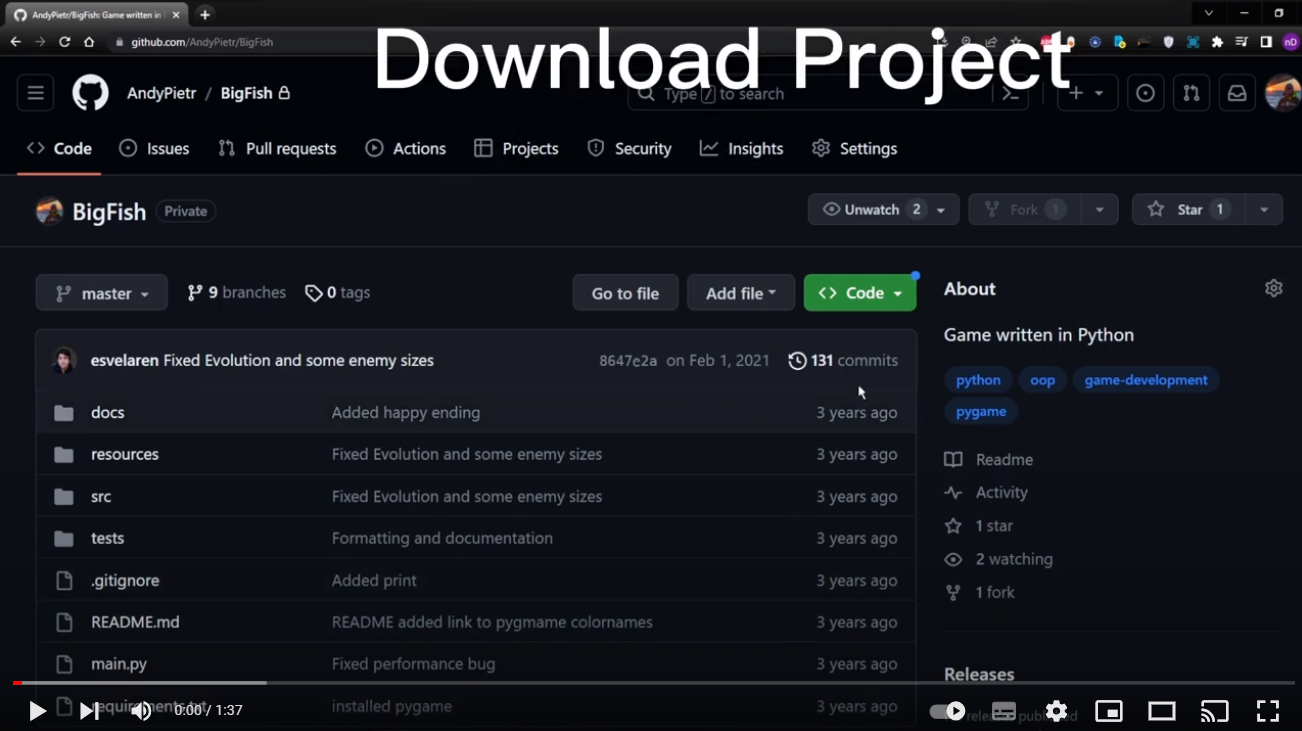 AndyPietr/BigFish: Game written in
github.com/AndyPietr/BigFish
Download Project
AndyPietr / BigFish
Type / to search
Code Issues Pull requests Actions Projects Security Insights Settings
BigFish Private
Unwatch 2 Fork 1 Star 1
master 9 branches 0 tags Go to file Add file Code
About
Game written in Python
esvelaren Fixed Evolution and some enemy sizes 8647e2a on Feb 1, 2021 131 commits
python oop game-development
pygame
docs Added happy ending 3 years ago
resources Fixed Evolution and some enemy sizes 3 years ago
src Fixed Evolution and some enemy sizes 3 years ago
tests Formatting and documentation 3 years ago
.gitignore Added print 3 years ago
README.md README added link to pygmame colornames 3 years ago
main.py Fixed performance bug 3 years ago
requirements.txt installed pygame 3 years ago
Readme
Activity
1 star
2 watching
1 fork
Releases
0:00 / 1:37
nD